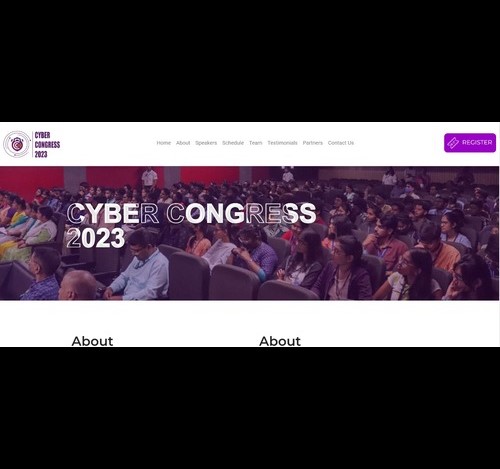 CYBER
CONGRESS
2023
Home About Speakers Schedule Team Testimonials Partners Contact Us
REGISTER
CYBER CONGRESS
2023
About About